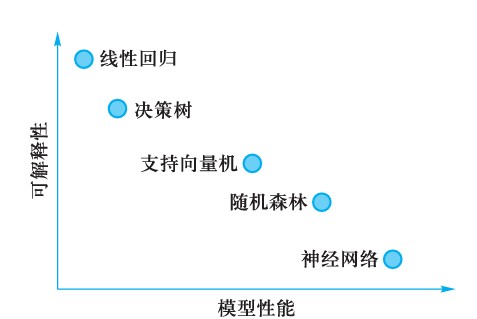 线性回归
决策树
支持向量机
随机森林
神经网络
可解释性
模型性能